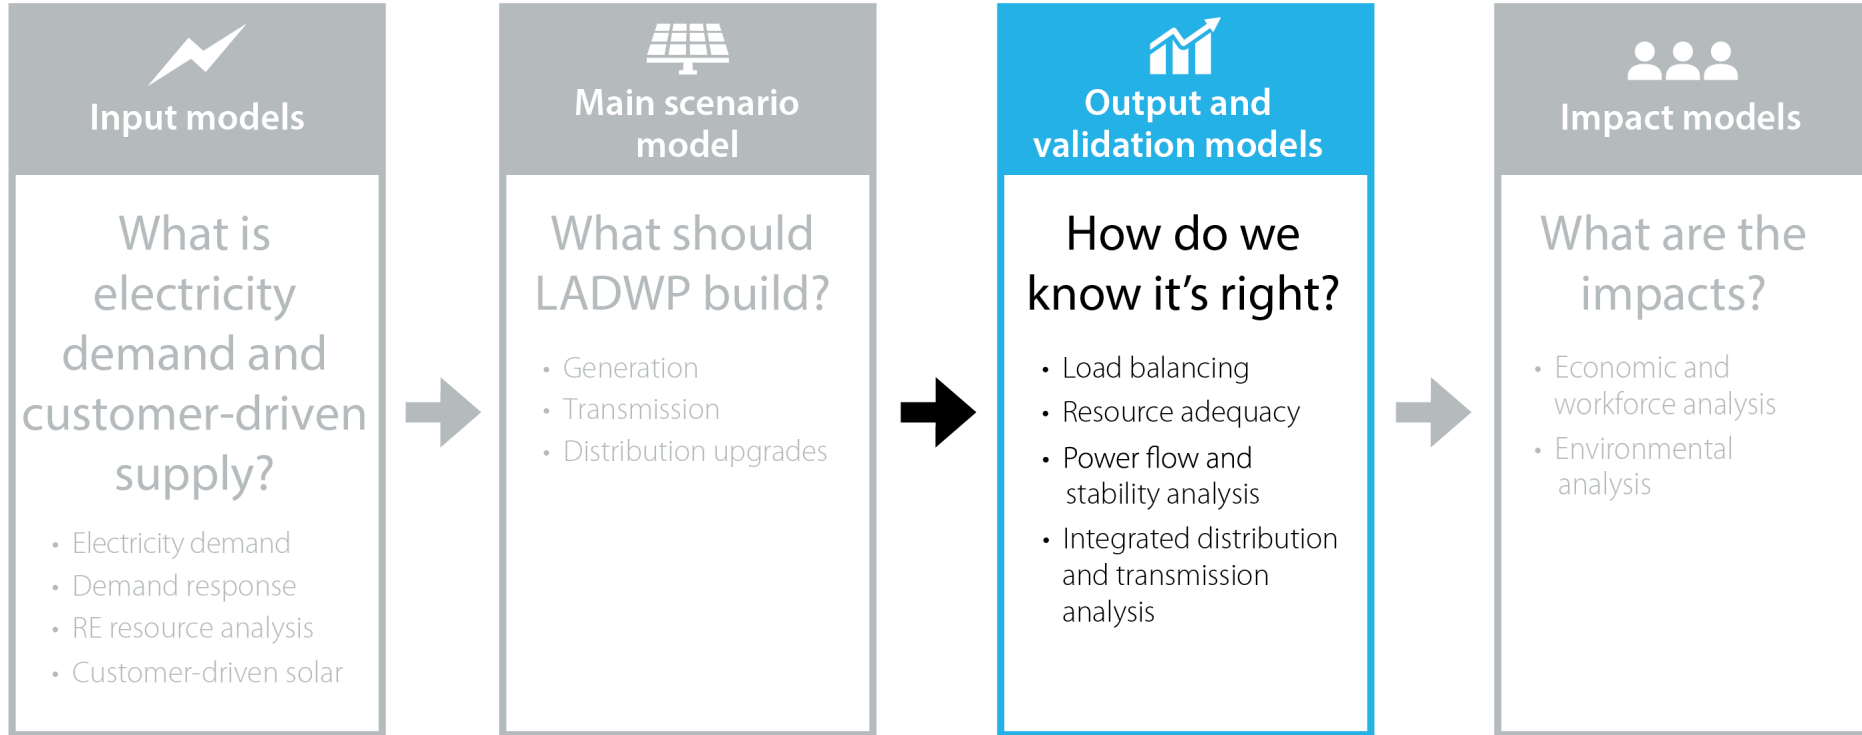 Input models
What is
electricity
demand and
customer-driven
supply?
• Electricity demand
• Demand response
• RE resource analysis
• Customer-driven solar
Main scenario
model
What should
LADWP build?
• Generation
• Transmission
• Distribution upgrades
Output and
validation models
How do we
know it’s right?
• Load balancing
• Resource adequacy
• Power flow and
stability analysis
• Integrated distribution
and transmission
analysis
Impact models
What are the
impacts?
• Economic and
workforce analysis
• Environmental
analysis